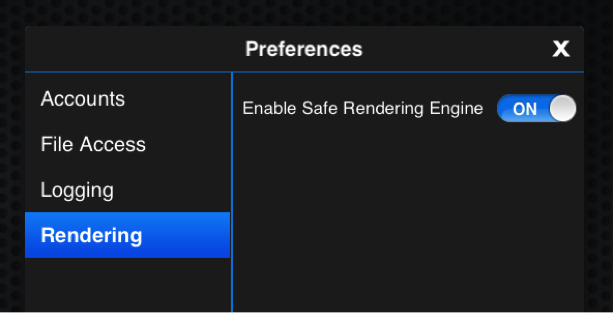 Preferences
X
Accounts
File Access
Logging
Rendering
Enable Safe Rendering Engine ON